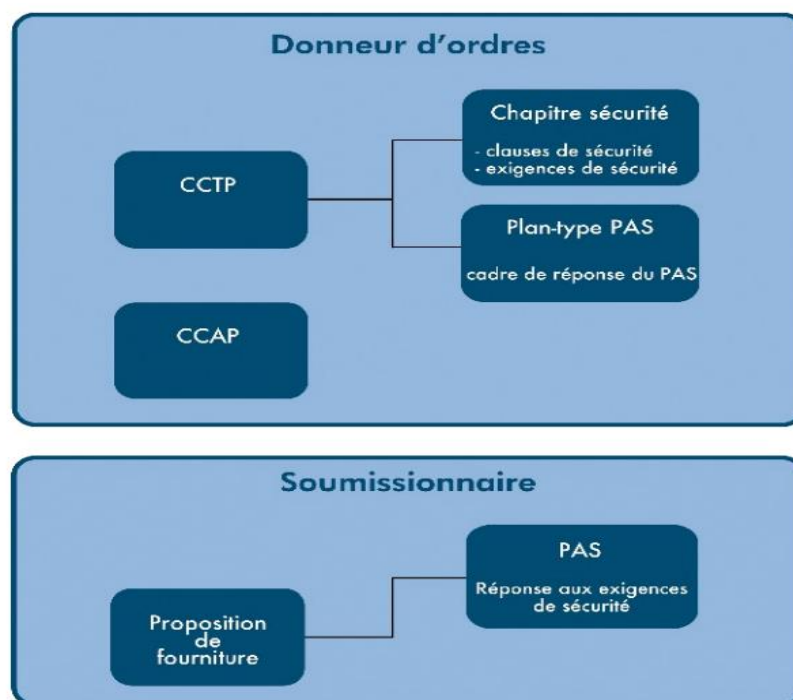 Donneur d'ordres
CCTP
Chapitre sécurité
- clauses de sécurité
- exigences de sécurité
Plan-type PAS
cadre de réponse du PAS
CCAP
Soumissionnaire
Proposition
de
fourniture
PAS
Réponse aux exigences
de sécurité